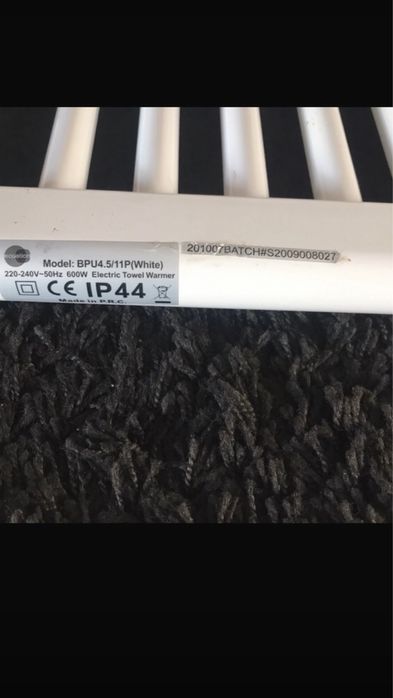 Model: BPU4.5/11P(White)
220-240V~50Hz 600W Electric Towel Warmer
CE IP44
Made in P.R.C.
201007BATCH#S2009008027